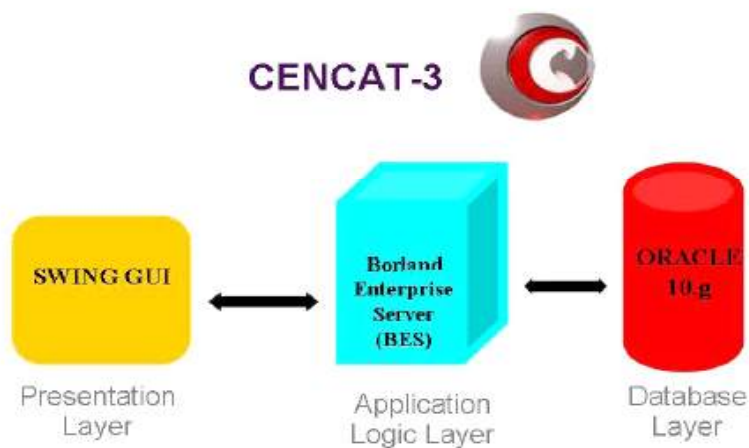 CENCAT-3
SWING GUI
Borland
Enterprise
Server
(BES)
ORACLE
10.g
Presentation
Layer
Application
Logic Layer
Database
Layer